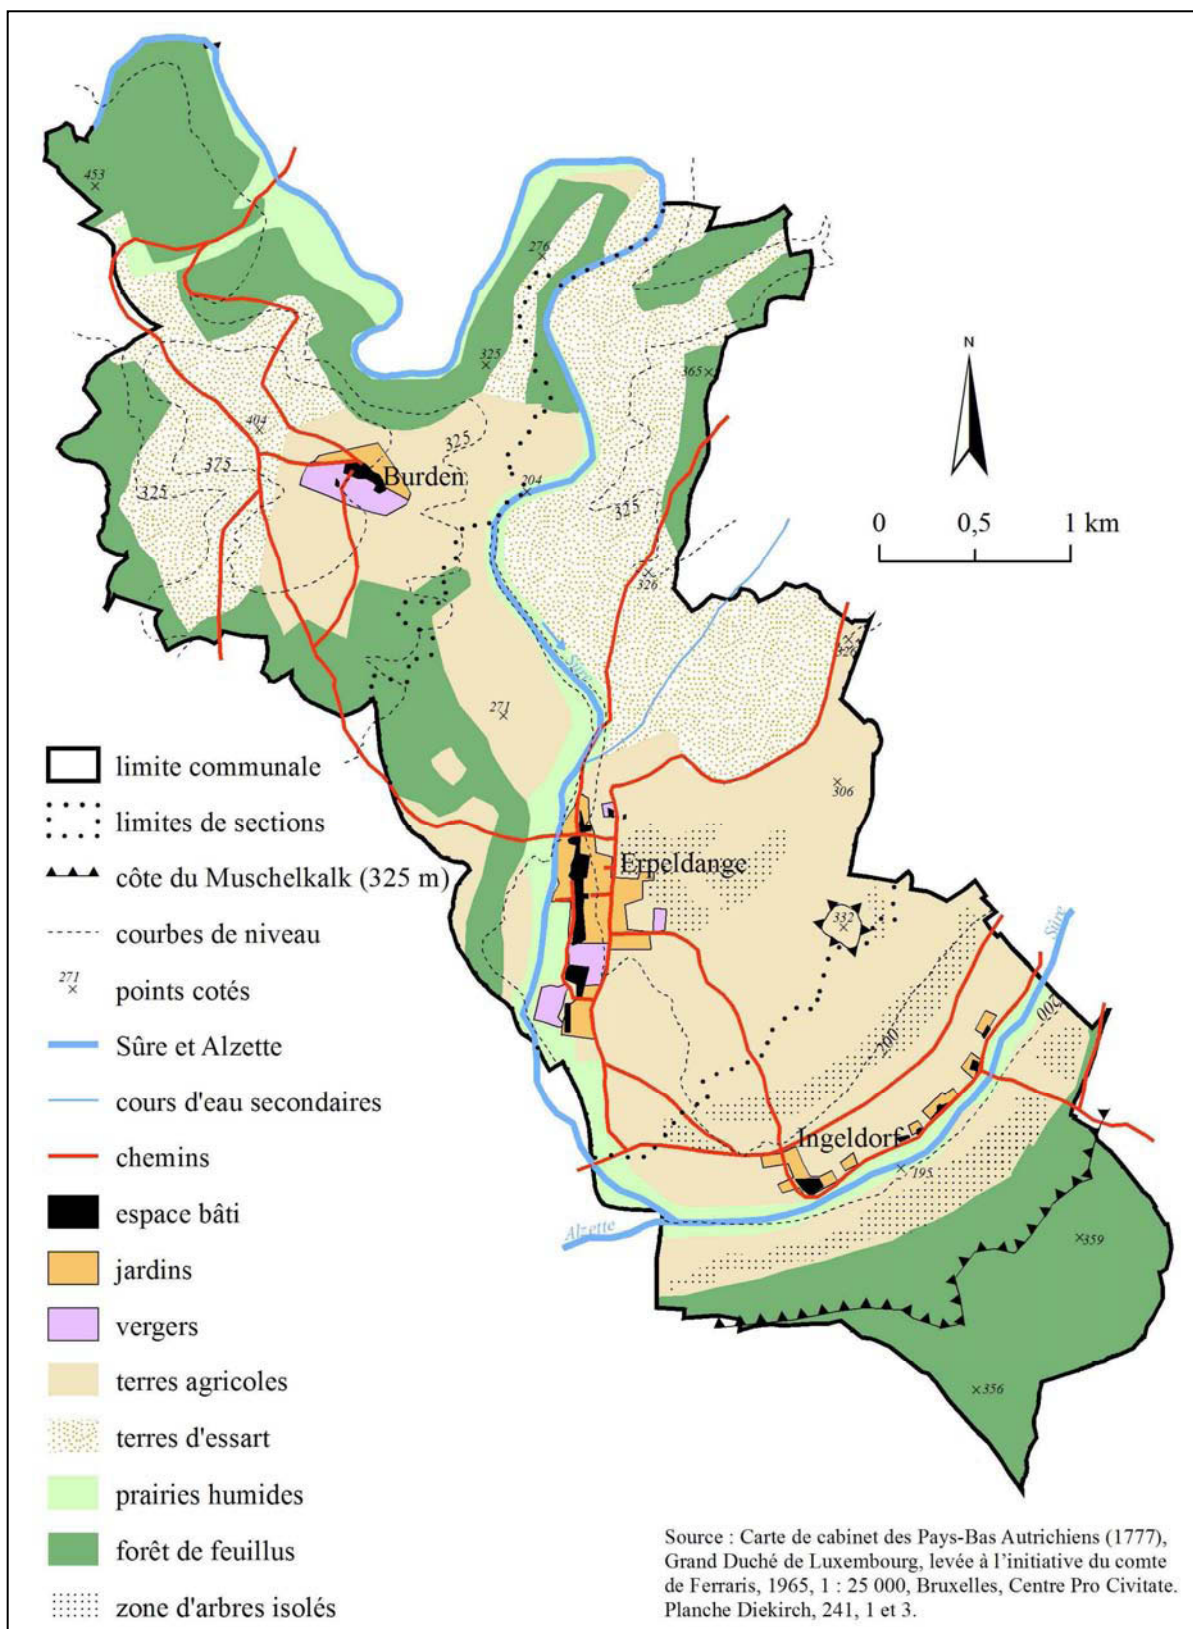 453
276
325
365
404
325
375
Burden
325
204
325
326
Sûre
326
271
306
Erpeldange
332
Sûre
200
200
Ingeldorf
195
Alzette
359
356
N
0 0,5 1 km
limite communale
limites de sections
côte du Muschelkalk (325 m)
courbes de niveau
271
points cotés
Sûre et Alzette
cours d'eau secondaires
chemins
espace bâti
jardins
vergers
terres agricoles
terres d'essart
prairies humides
forêt de feuillus
zone d'arbres isolés
Source : Carte de cabinet des Pays-Bas Autrichiens (1777),
Grand Duché de Luxembourg, levée à l'initiative du comte
de Ferraris, 1965, 1 : 25 000, Bruxelles, Centre Pro Civitate.
Planche Diekirch, 241, 1 et 3.